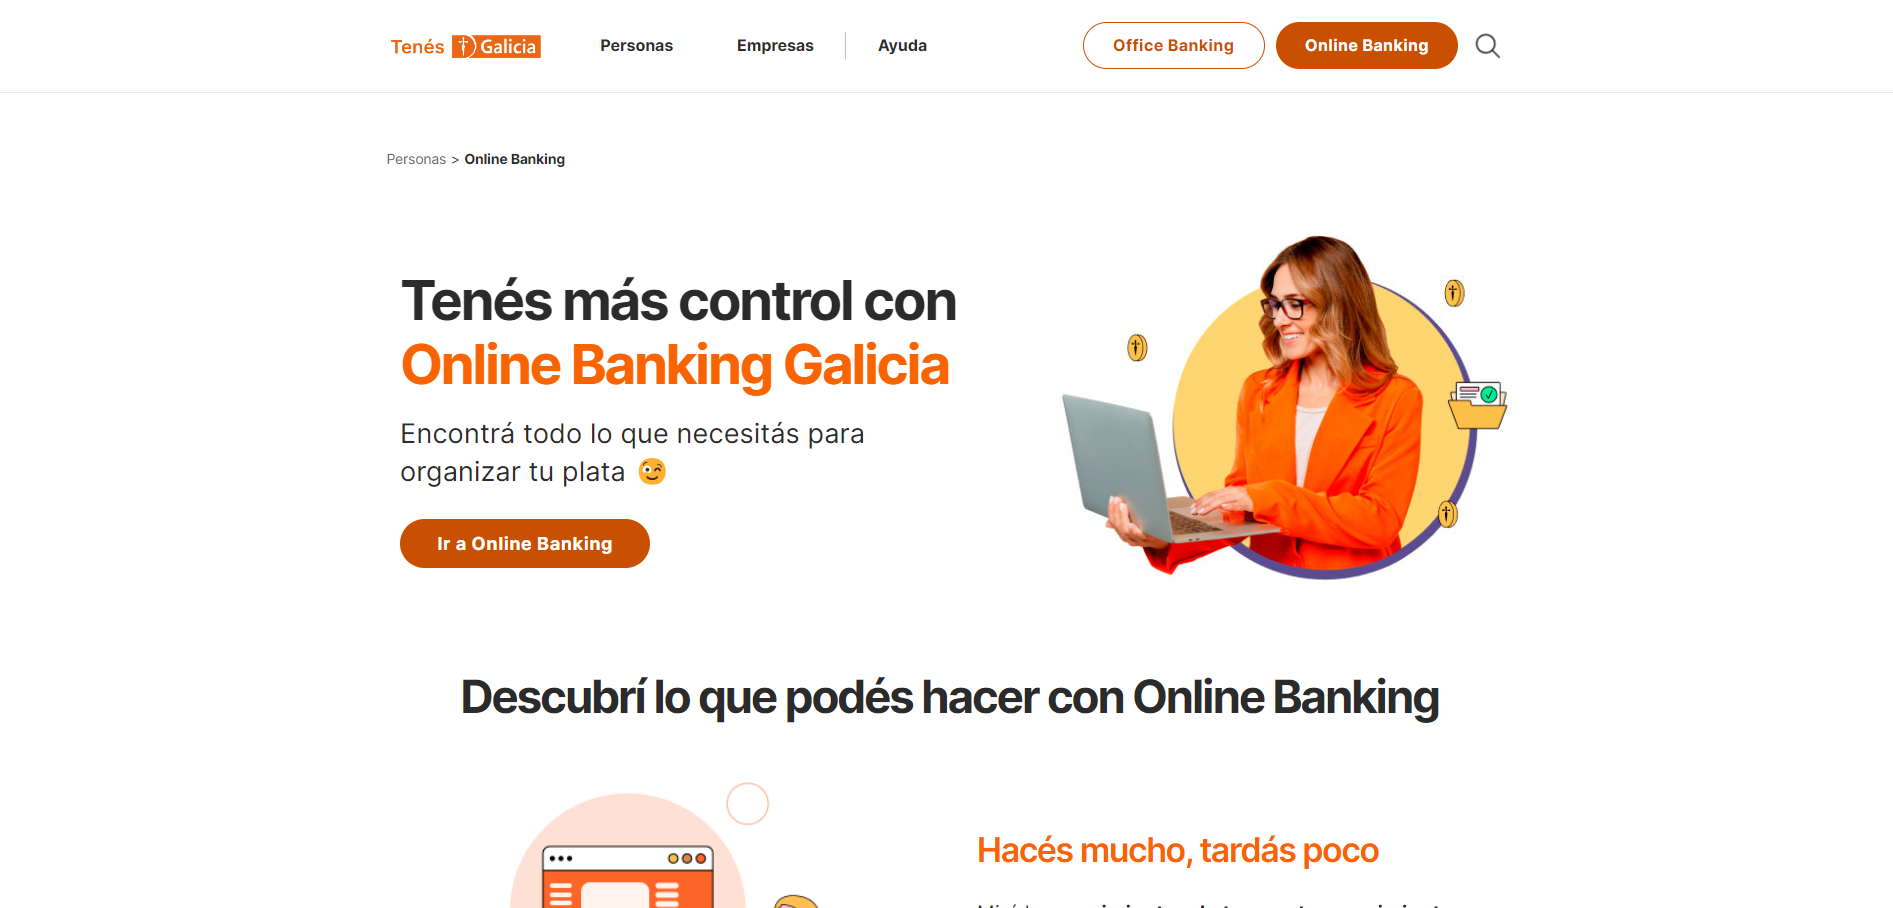 Tenés Galicia
Personas
Empresas
Ayuda
Office Banking
Online Banking
Personas > Online Banking
Tenés más control con
Online Banking Galicia
Encontrá todo lo que necesitás para
organizar tu plata 😉
Ir a Online Banking
Descubrí lo que podés hacer con Online Banking
Hacés mucho, tardás poco